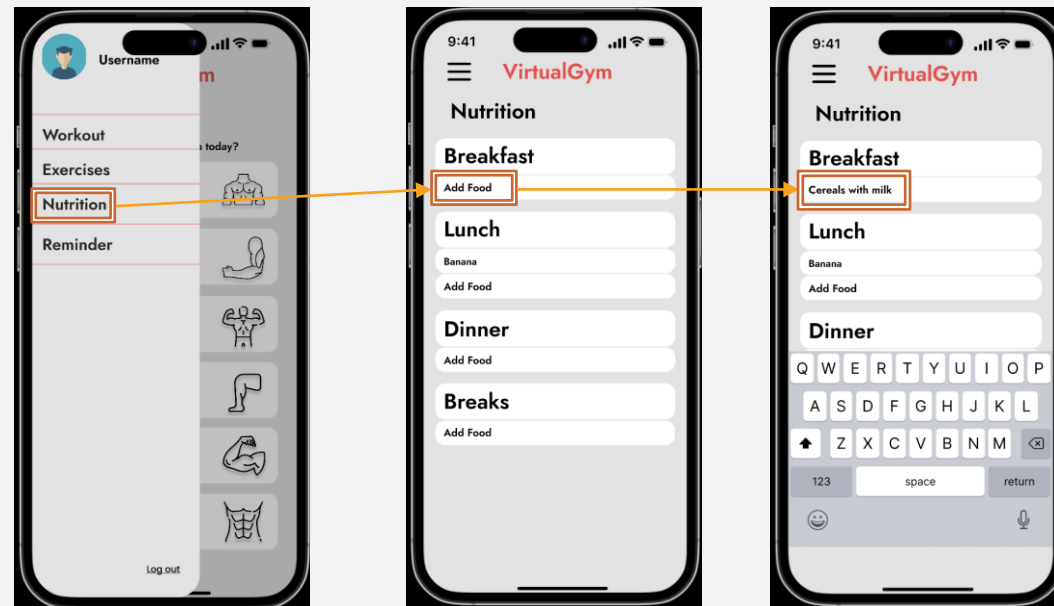 Username
m
Workout
s today?
Exercises
Nutrition
Reminder
Log out
9:41
VirtualGym
Nutrition
Breakfast
Add Food
Lunch
Banana
Add Food
Dinner
Add Food
Breaks
Add Food
9:41
VirtualGym
Nutrition
Breakfast
Cereals with milk
Lunch
Banana
Add Food
Dinner
Q W E R T Y U I O P
A S D F G H J K L
Z X C V B N M
123 space return